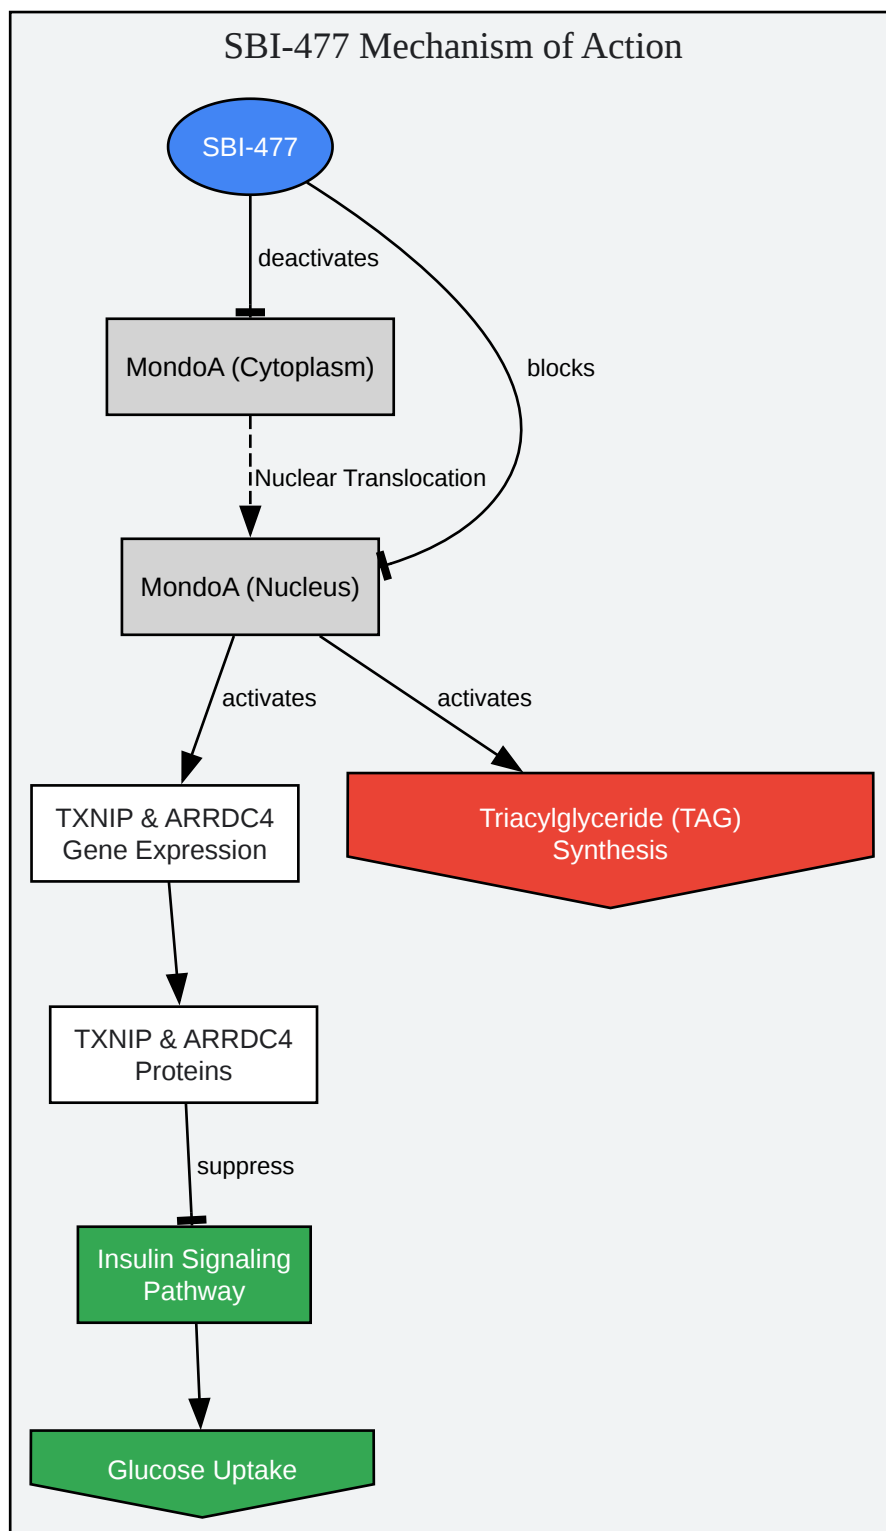 SBI-477 Mechanism of Action
SBI-477
deactivates
MondoA (Cytoplasm)
blocks
Nuclear Translocation
MondoA (Nucleus)
activates
activates
TXNIP & ARRDC4
Gene Expression
Triacylglyceride (TAG)
Synthesis
TXNIP & ARRDC4
Proteins
suppress
Insulin Signaling
Pathway
Glucose Uptake